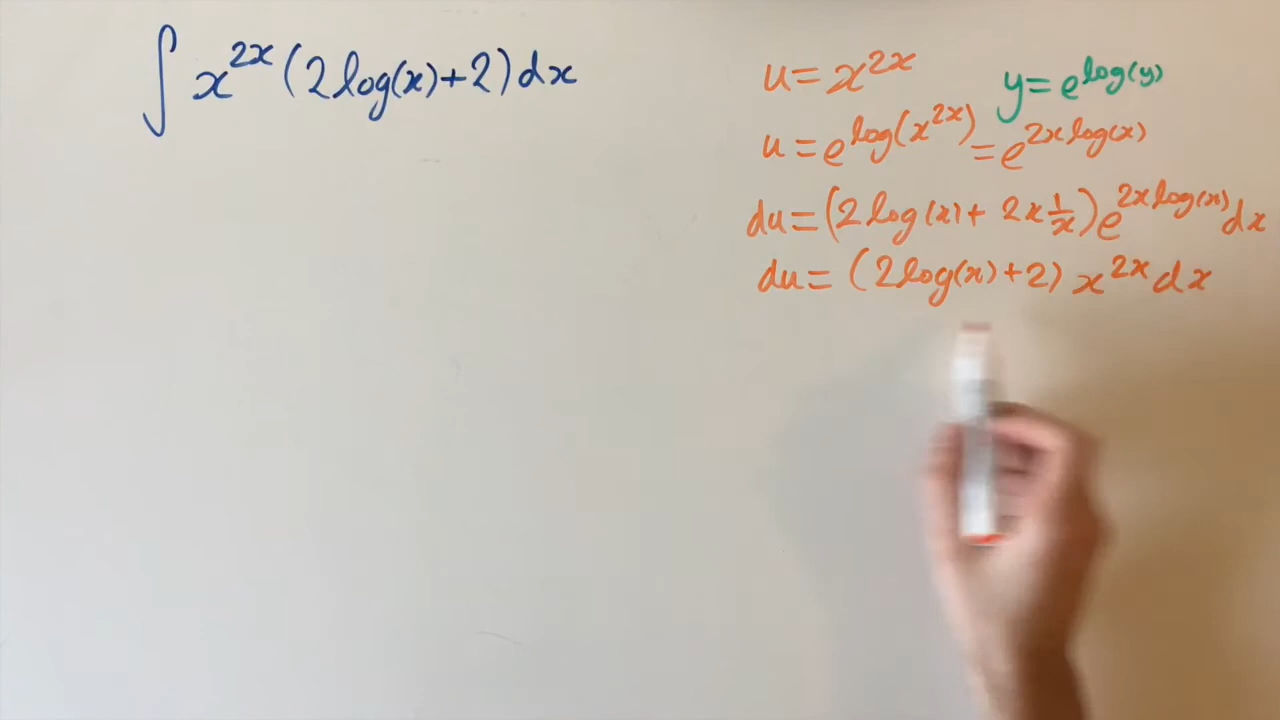 ∫ x^{2x} (2log(x)+2) dx
u = x^{2x}
y = e^{log(y)}
u = e^{log(x^{2x})} = e^{2x log(x)}
du = (2log(x) + 2x 1/x) e^{2x log(x)} dx
du = (2log(x)+2) x^{2x} dx